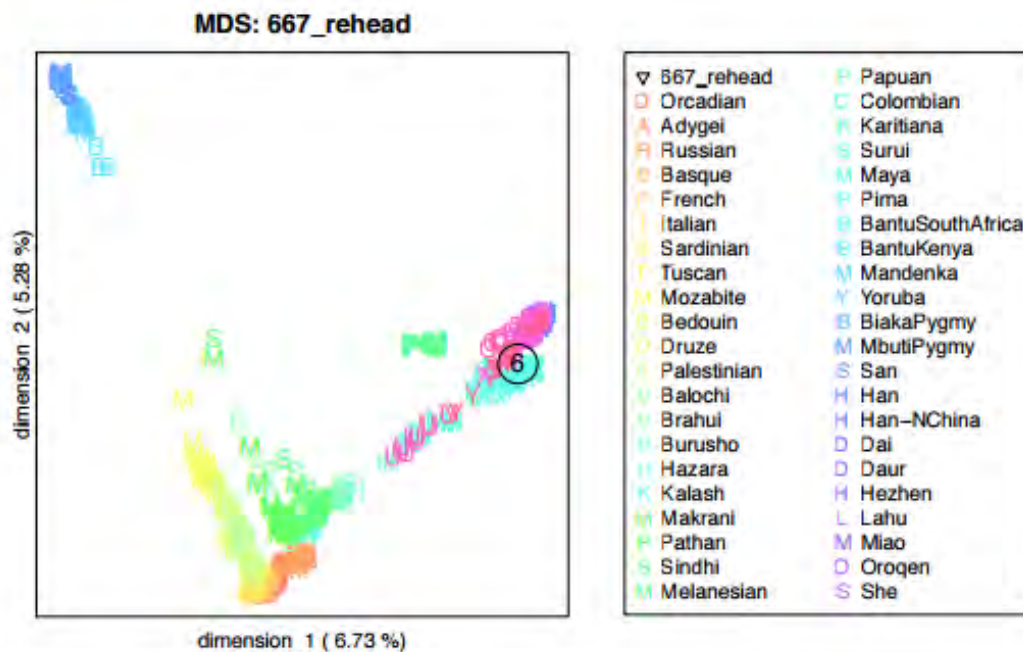 MDS: 667_rehead
dimension 2 ( 5.28 %)
6
dimension 1 ( 6.73 %)
667_rehead
O Orcadian
A Adygei
R Russian
B Basque
F French
I Italian
S Sardinian
T Tuscan
M Mozabite
B Bedouin
D Druze
P Palestinian
B Balochi
B Brahui
B Burusho
H Hazara
K Kalash
M Makrani
P Pathan
S Sindhi
M Melanesian
P Papuan
C Colombian
K Karitiana
S Surui
M Maya
P Pima
B BantuSouthAfrica
B BantuKenya
M Mandenka
Y Yoruba
B BiakaPygmy
M MbutiPygmy
S San
H Han
H Han-NChina
D Dai
D Daur
H Hezhen
L Lahu
M Miao
O Oroqen
S She